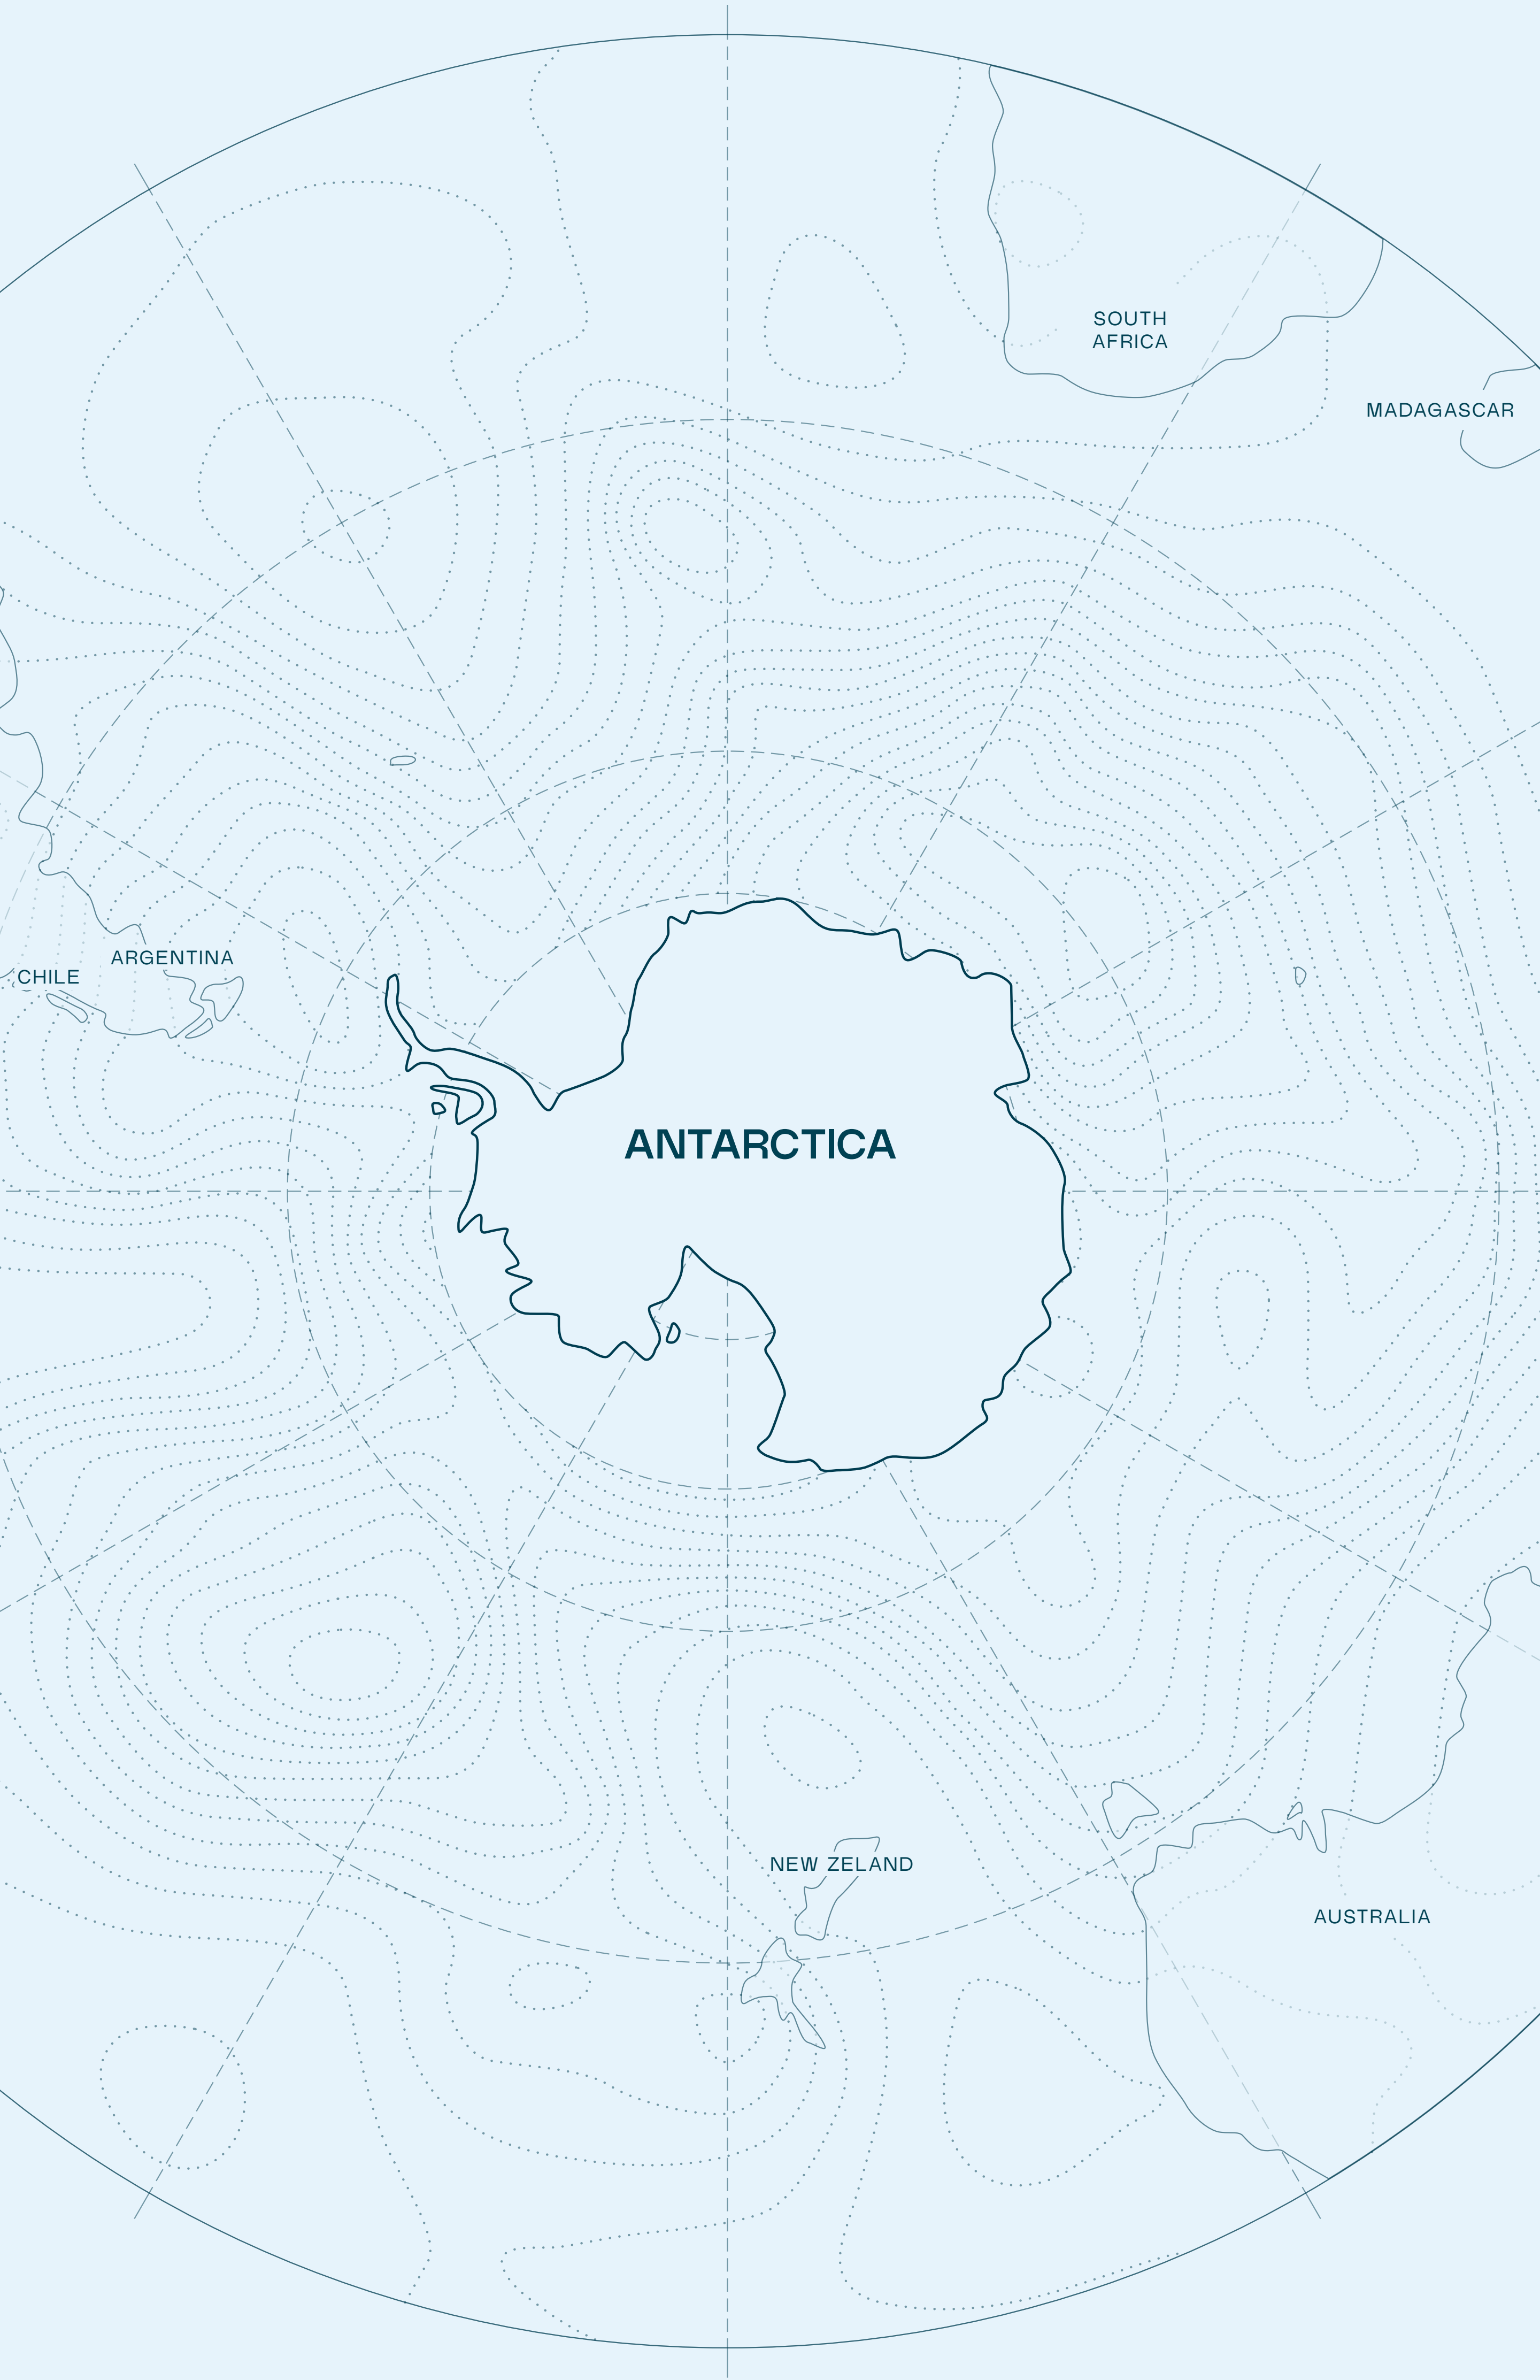 SOUTH
AFRICA
MADAGASCAR
ARGENTINA
CHILE
ANTARCTICA
NEW ZELAND
AUSTRALIA